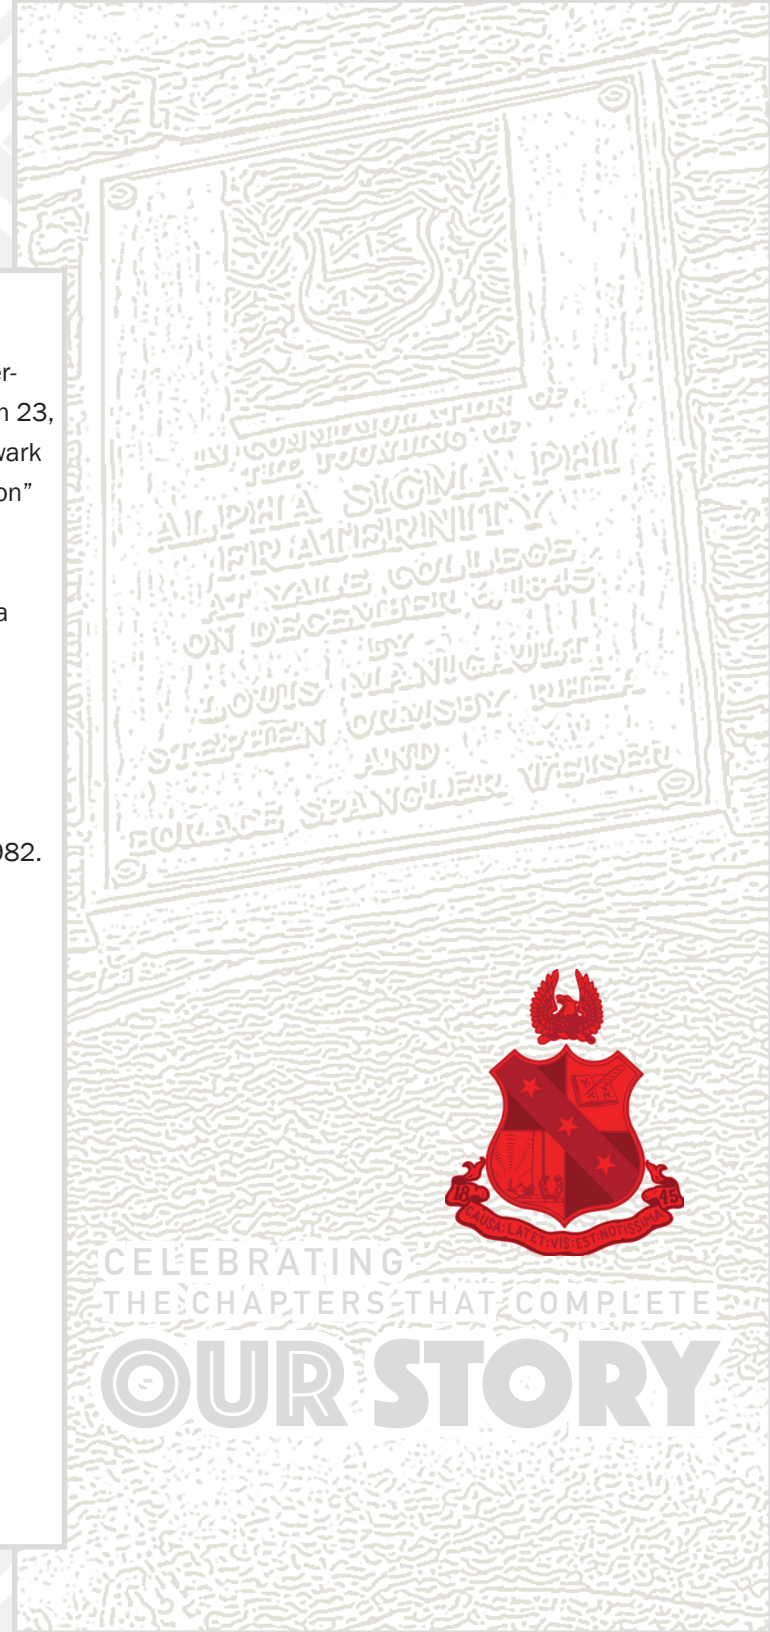 er-
n 23,
wark
on”
a
982.
IN COMMEMORATION OF
THE FOUNDING OF
ALPHA SIGMA PHI
FRATERNITY
AT YALE COLLEGE
ON DECEMBER 6, 1845
BY
LOUIS MANIGAULT
STEPHEN ORMSBY RHEA
AND
HORACE SPANGLER WEISER
18 45
CAUSA:LATET:VIS:EST:NOTISSIMA
CELEBRATING
THE CHAPTERS THAT COMPLETE
OUR STORY